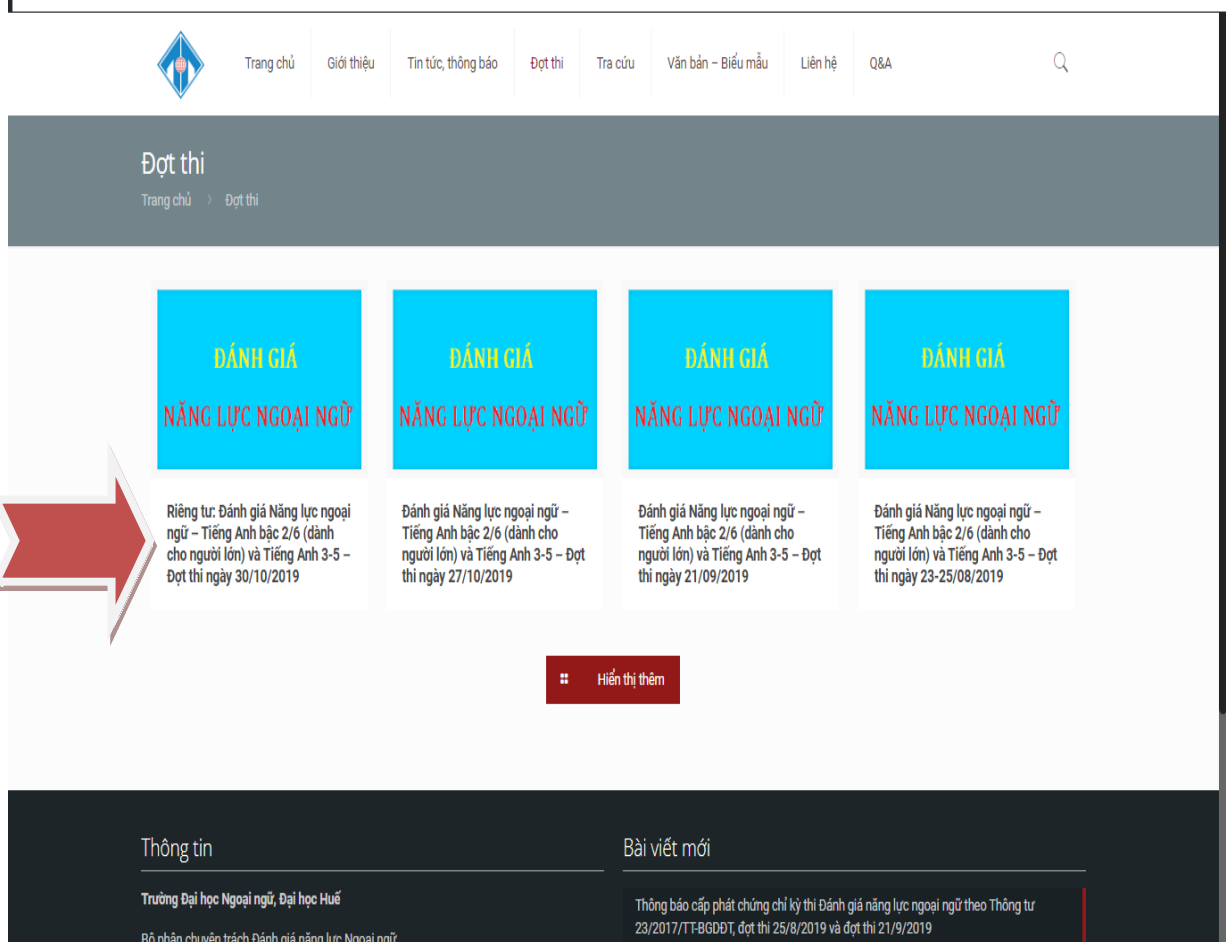 Trang chủ
Giới thiệu
Tin tức, thông báo
Đợt thi
Tra cứu
Văn bản – Biểu mẫu
Liên hệ
Q&A
Đợt thi
Trang chủ
Đợt thi
ĐÁNH GIÁ
NĂNG LỰC NGOẠI NGỮ
Riêng tư: Đánh giá Năng lực ngoại
ngữ – Tiếng Anh bậc 2/6 (dành
cho người lớn) và Tiếng Anh 3-5 –
Đợt thi ngày 30/10/2019
ĐÁNH GIÁ
NĂNG LỰC NGOẠI NGỮ
Đánh giá Năng lực ngoại ngữ –
Tiếng Anh bậc 2/6 (dành cho
người lớn) và Tiếng Anh 3-5 – Đợt
thi ngày 27/10/2019
ĐÁNH GIÁ
NĂNG LỰC NGOẠI NGỮ
Đánh giá Năng lực ngoại ngữ –
Tiếng Anh bậc 2/6 (dành cho
người lớn) và Tiếng Anh 3-5 – Đợt
thi ngày 21/09/2019
ĐÁNH GIÁ
NĂNG LỰC NGOẠI NGỮ
Đánh giá Năng lực ngoại ngữ –
Tiếng Anh bậc 2/6 (dành cho
người lớn) và Tiếng Anh 3-5 – Đợt
thi ngày 23-25/08/2019
Hiển thị thêm
Thông tin
Trường Đại học Ngoại ngữ, Đại học Huế
Bộ phận chuyên trách Đánh giá năng lực Ngoại ngữ
Bài viết mới
Thông báo cấp phát chứng chỉ kỳ thi Đánh giá năng lực ngoại ngữ theo Thông tư
23/2017/TT-BGDĐT, đợt thi 25/8/2019 và đợt thi 21/9/2019